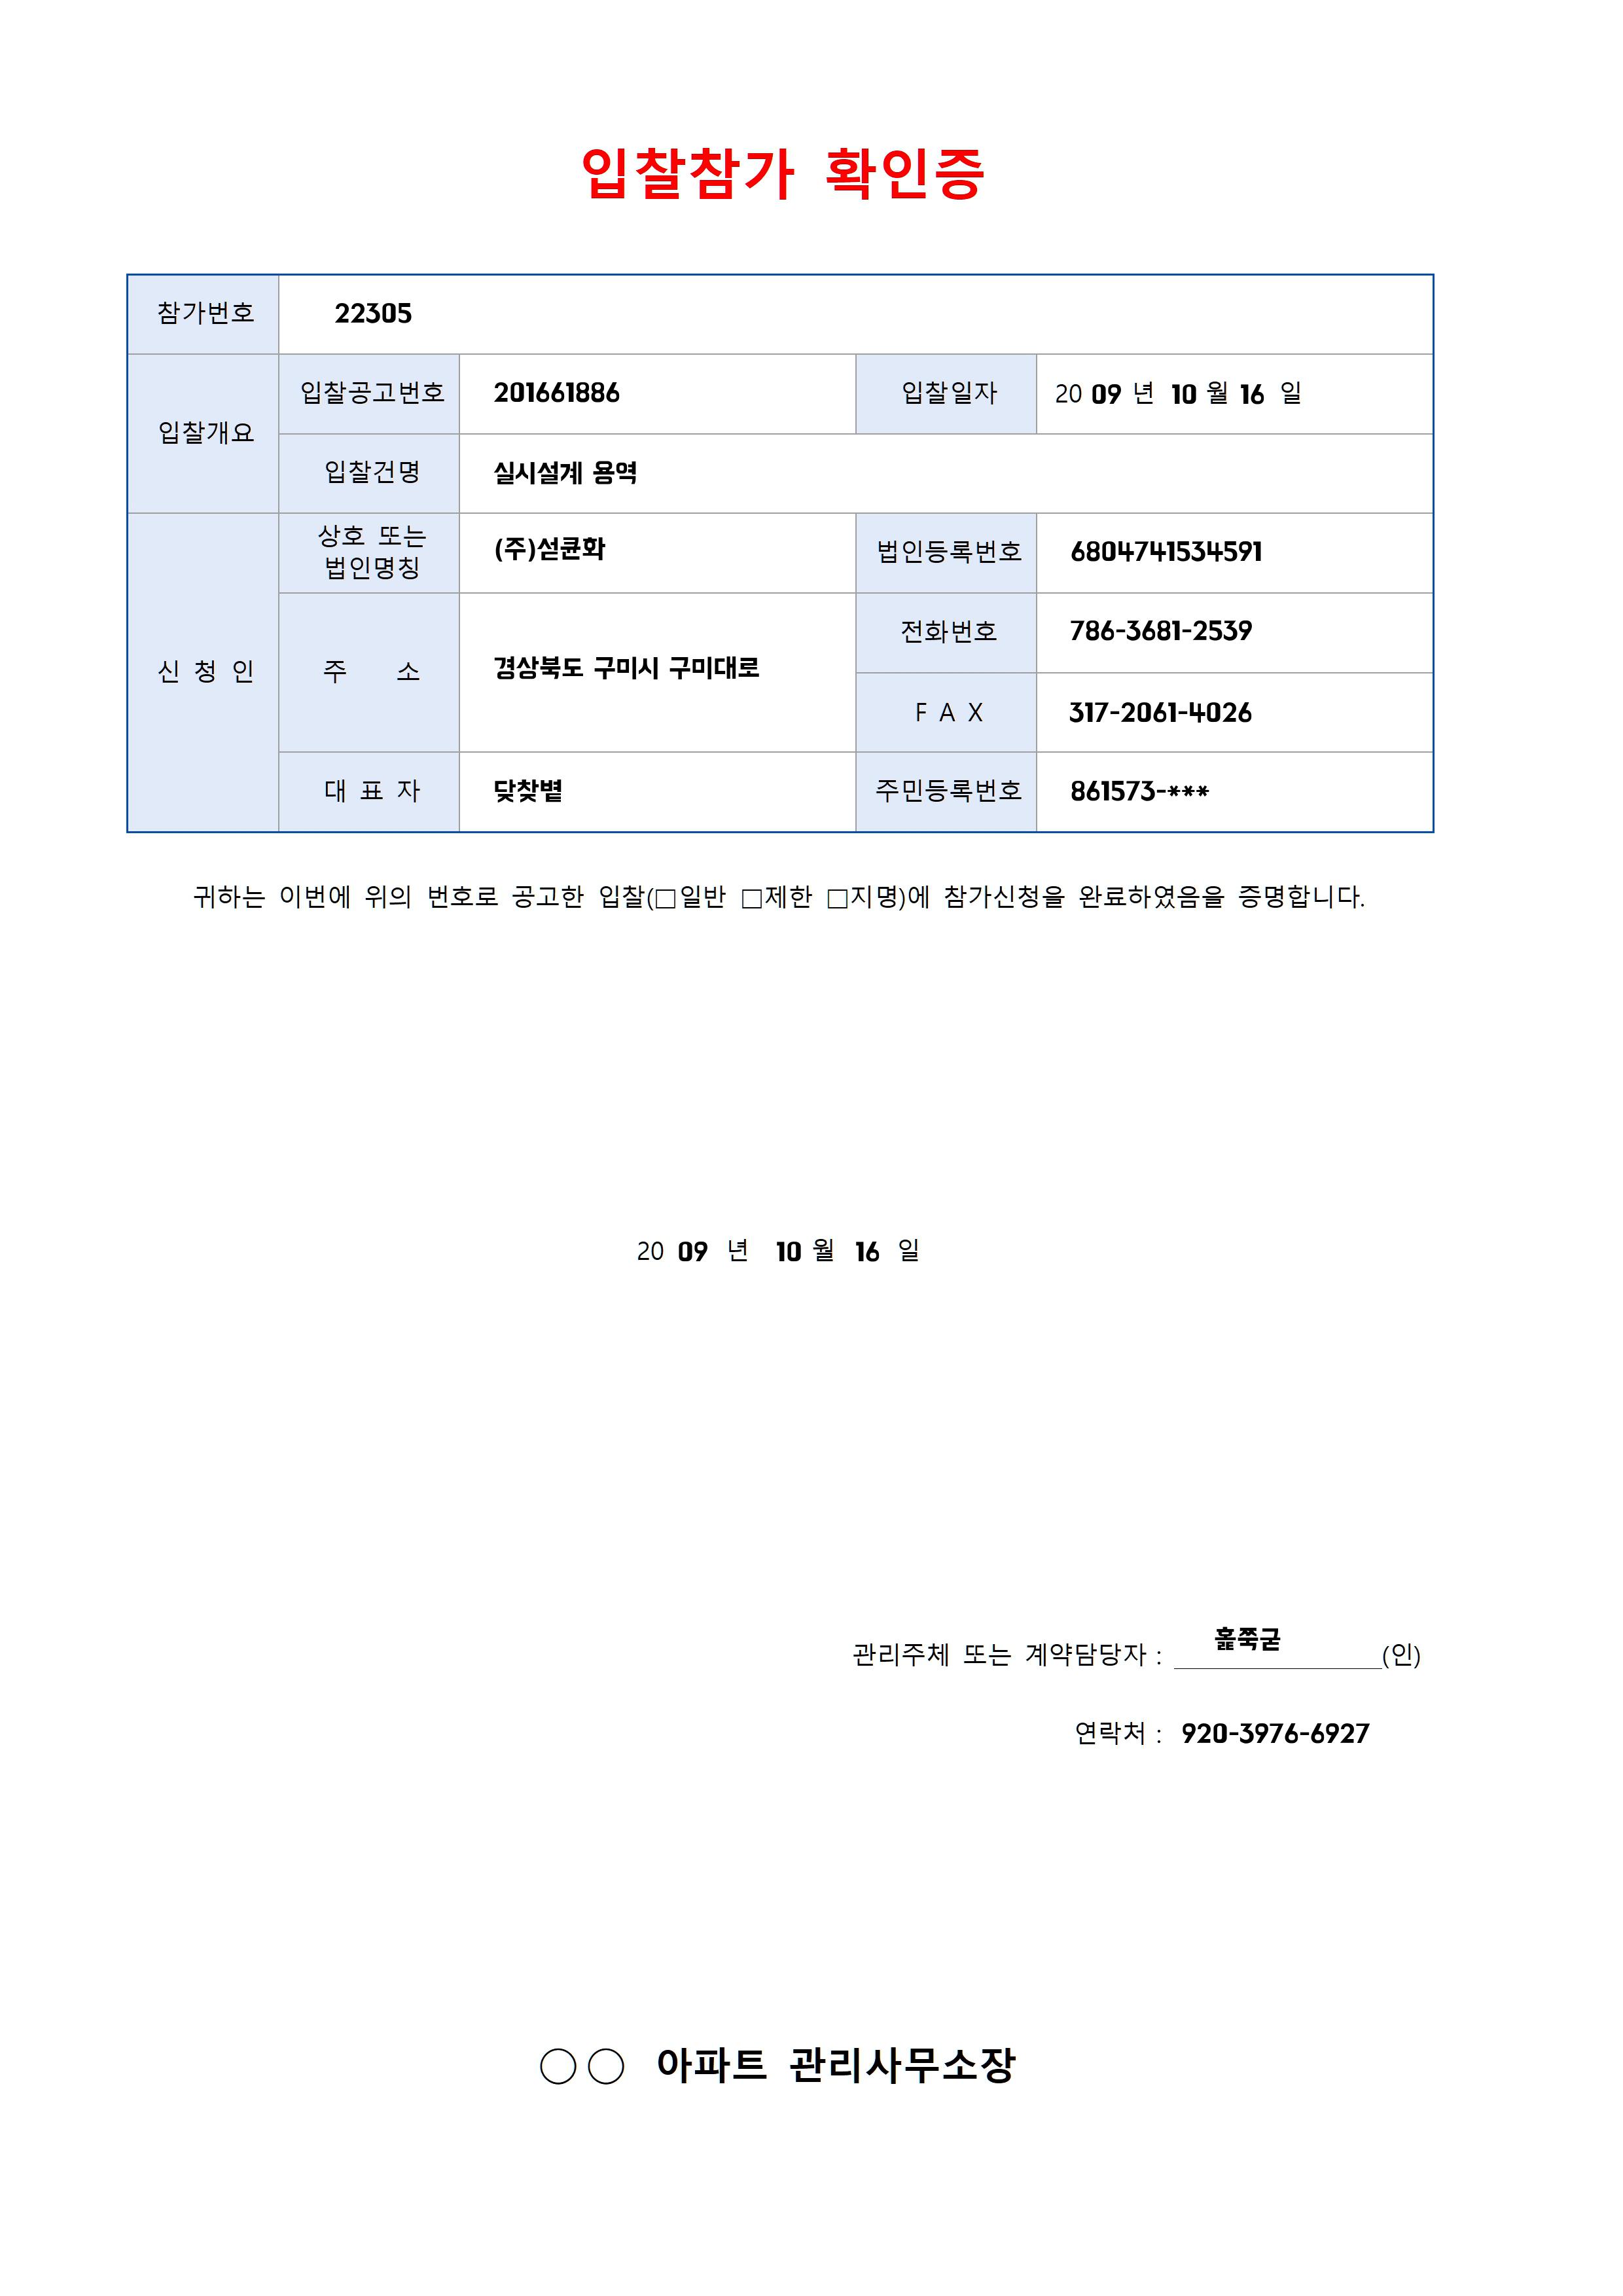 입찰참가 확인증
참가번호 22305
입찰개요 입찰공고번호 201661886 입찰일자 20 09 년 10 월 16 일
입찰건명 실시설계 용역
신 청 인 상호 또는 법인명칭 (주)섣균화 법인등록번호 6804741534591
주 소 경상북도 구미시 구미대로 전화번호 786-3681-2539
F A X 317-2061-4026
대 표 자 닺찾볕 주민등록번호 861573-***
귀하는 이번에 위의 번호로 공고한 입찰(□일반 □제한 □지명)에 참가신청을 완료하였음을 증명합니다.
20 09 년 10 월 16 일
관리주체 또는 계약담당자 : (인)
연락처 : 920-3976-6927
○○ 아파트 관리사무소장